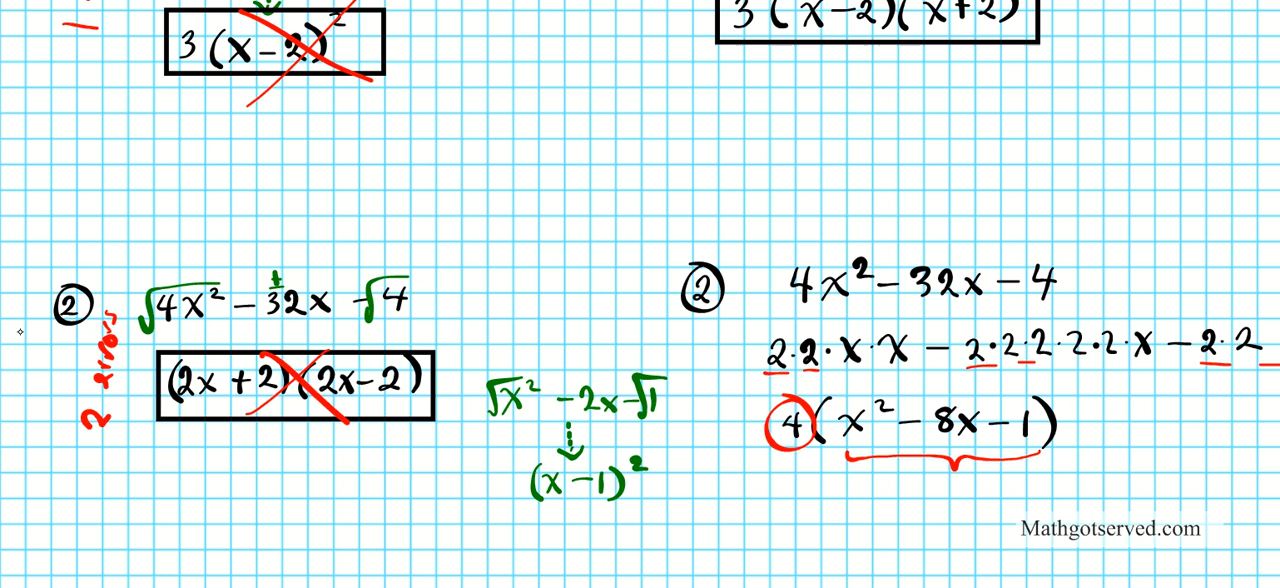 3(x-2)²
3(x-2)(x+2)
② √4x² - 32x - √4
2 errors
(2x+2)(2x-2)
√x² - 2x - √1
(x-1)²
② 4x² - 32x - 4
2·2·x·x - 2·2·2·2·2·x - 2·2
4(x² - 8x - 1)
Mathgotserved.com